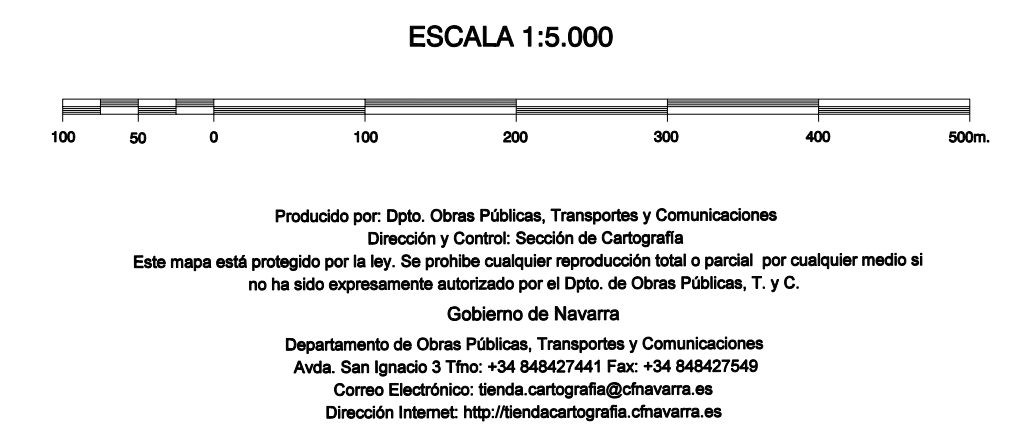 ESCALA 1:5.000
100 50 0 100 200 300 400 500m.
Producido por: Dpto. Obras Públicas, Transportes y Comunicaciones
Dirección y Control: Sección de Cartografía
Este mapa está protegido por la ley. Se prohibe cualquier reproducción total o parcial por cualquier medio si
no ha sido expresamente autorizado por el Dpto. de Obras Públicas, T. y C.
Gobierno de Navarra
Departamento de Obras Públicas, Transportes y Comunicaciones
Avda. San Ignacio 3 Tfno: +34 848427441 Fax: +34 848427549
Correo Electrónico: tienda.cartografia@cfnavarra.es
Dirección Internet: http://tiendacartografia.cfnavarra.es